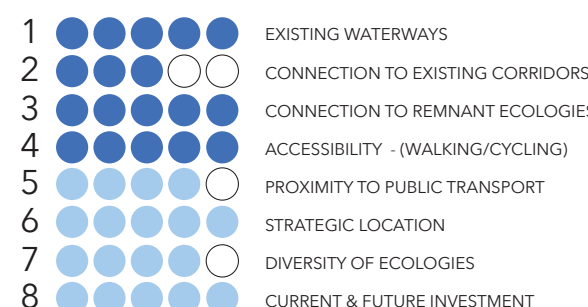 1 EXISTING WATERWAYS
2 CONNECTION TO EXISTING CORRIDORS
3 CONNECTION TO REMNANT ECOLOGIES
4 ACCESSIBILITY - (WALKING/CYCLING)
5 PROXIMITY TO PUBLIC TRANSPORT
6 STRATEGIC LOCATION
7 DIVERSITY OF ECOLOGIES
8 CURRENT & FUTURE INVESTMENT